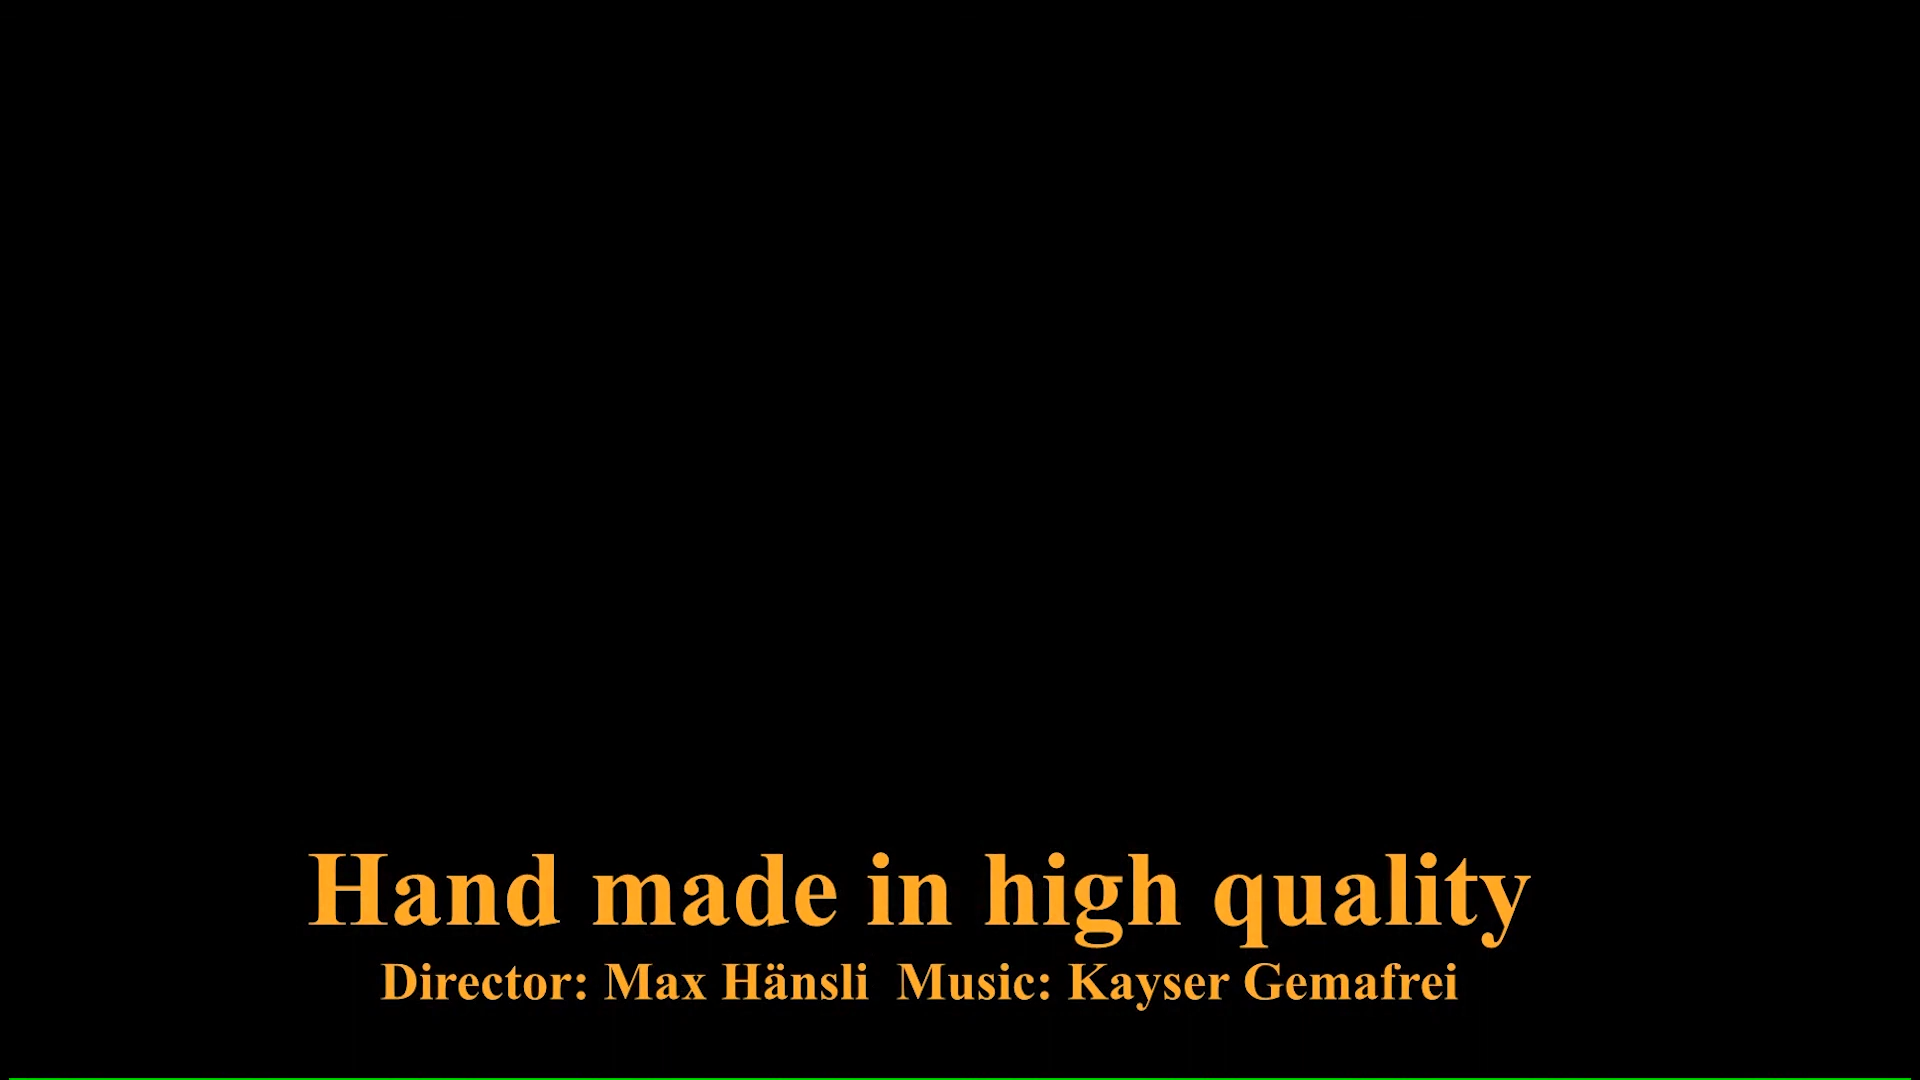 Hand made in high quality
Director: Max Hänsli  Music: Kayser Gemafrei